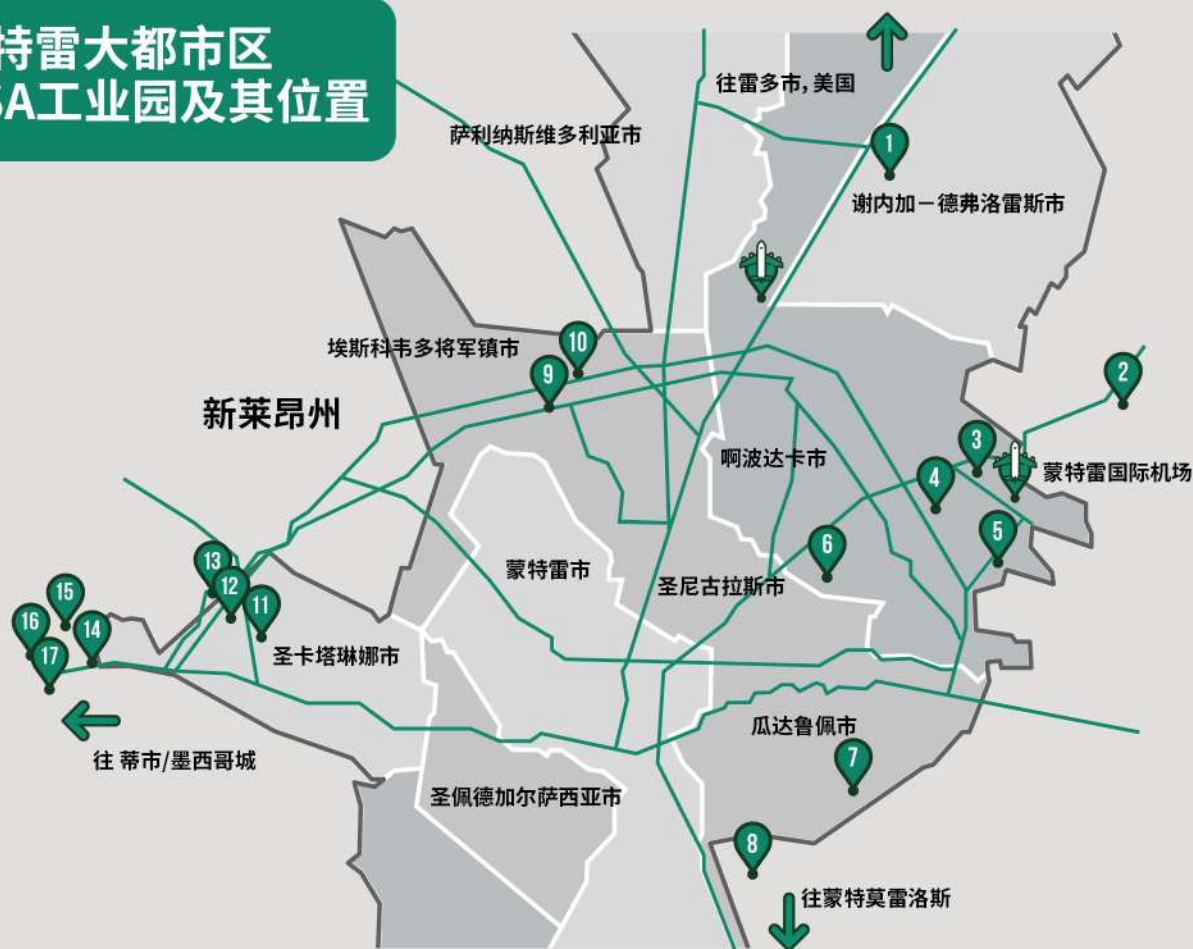 特雷大都市区
SA工业园及其位置
往雷多市，美国
萨利纳斯维多利亚市
1
谢内加－德弗洛雷斯市
埃斯科韦多将军镇市
10
9
2
新莱昂州
3
啊波达卡市
4
蒙特雷国际机场
5
6
蒙特雷市
圣尼古拉斯市
13
12
11
15
16
14
17
圣卡塔琳娜市
瓜达鲁佩市
往 蒂市/墨西哥城
7
圣佩德加尔萨西亚市
8
往蒙特莫雷洛斯